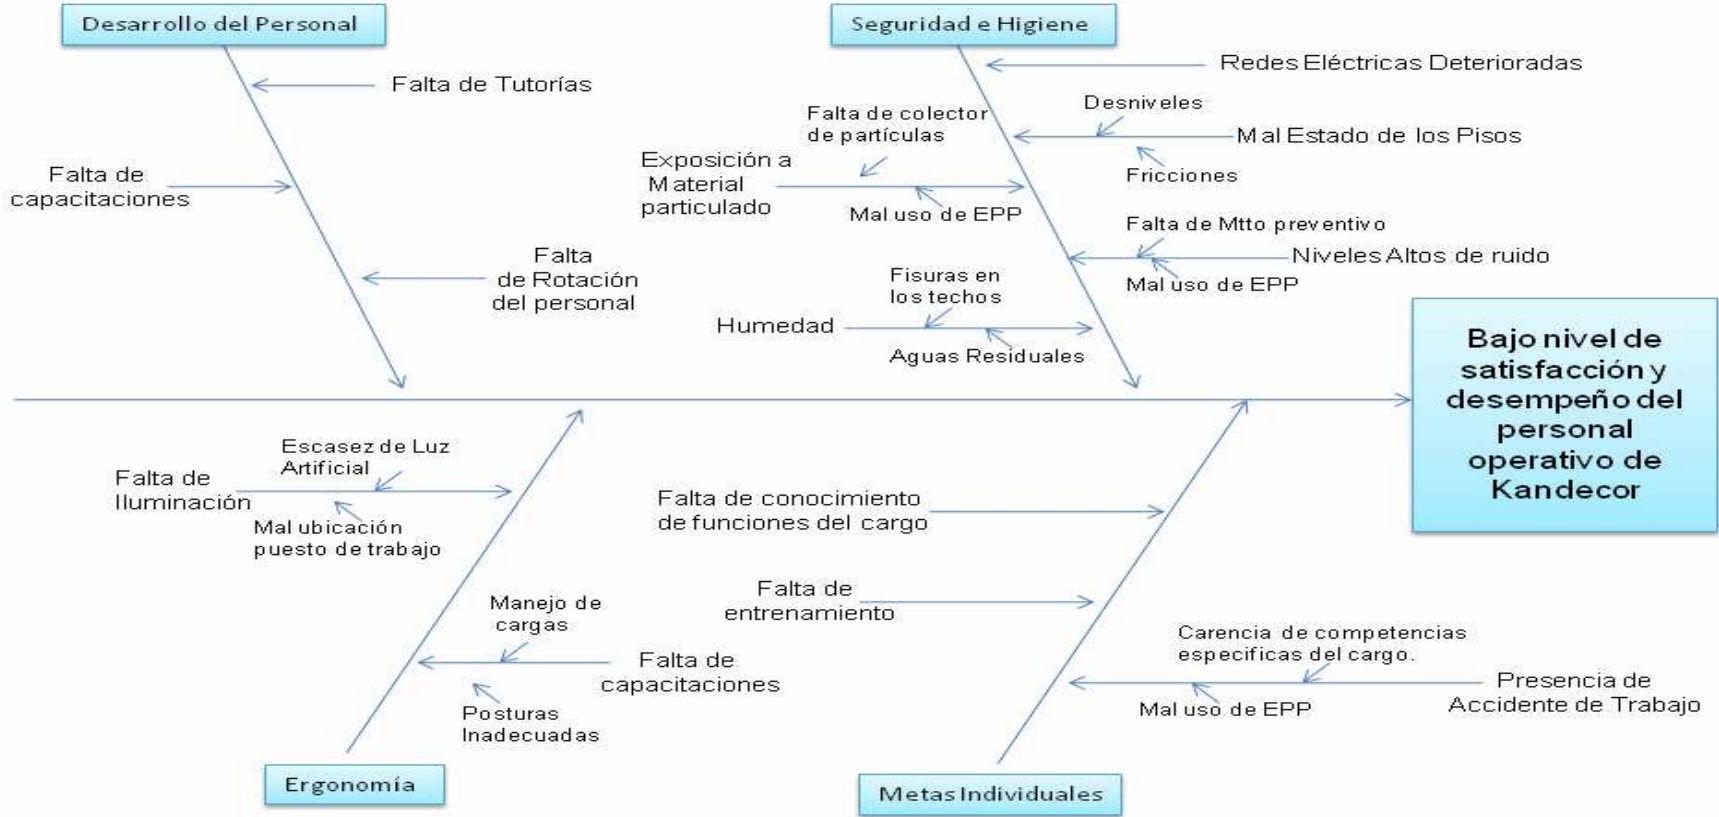 Desarrollo del Personal
Seguridad e Higiene
Falta de Tutorías
Falta de
capacitaciones
Falta
de Rotación
del personal
Redes Eléctricas Deterioradas
Desniveles
Mal Estado de los Pisos
Fricciones
Falta de colector
de partículas
Exposición a
Material
particulado
Mal uso de EPP
Falta de Mtto preventivo
Niveles Altos de ruido
Mal uso de EPP
Fisuras en
los techos
Humedad
Aguas Residuales
Bajo nivel de
satisfacción y
desempeño del
personal
operativo de
Kandecor
Escasez de Luz
Artificial
Falta de
Iluminación
Mal ubicación
puesto de trabajo
Manejo de
cargas
Falta de
capacitaciones
Posturas
Inadecuadas
Falta de conocimiento
de funciones del cargo
Falta de
entrenamiento
Carencia de competencias
especificas del cargo.
Presencia de
Accidente de Trabajo
Mal uso de EPP
Ergonomía
Metas Individuales